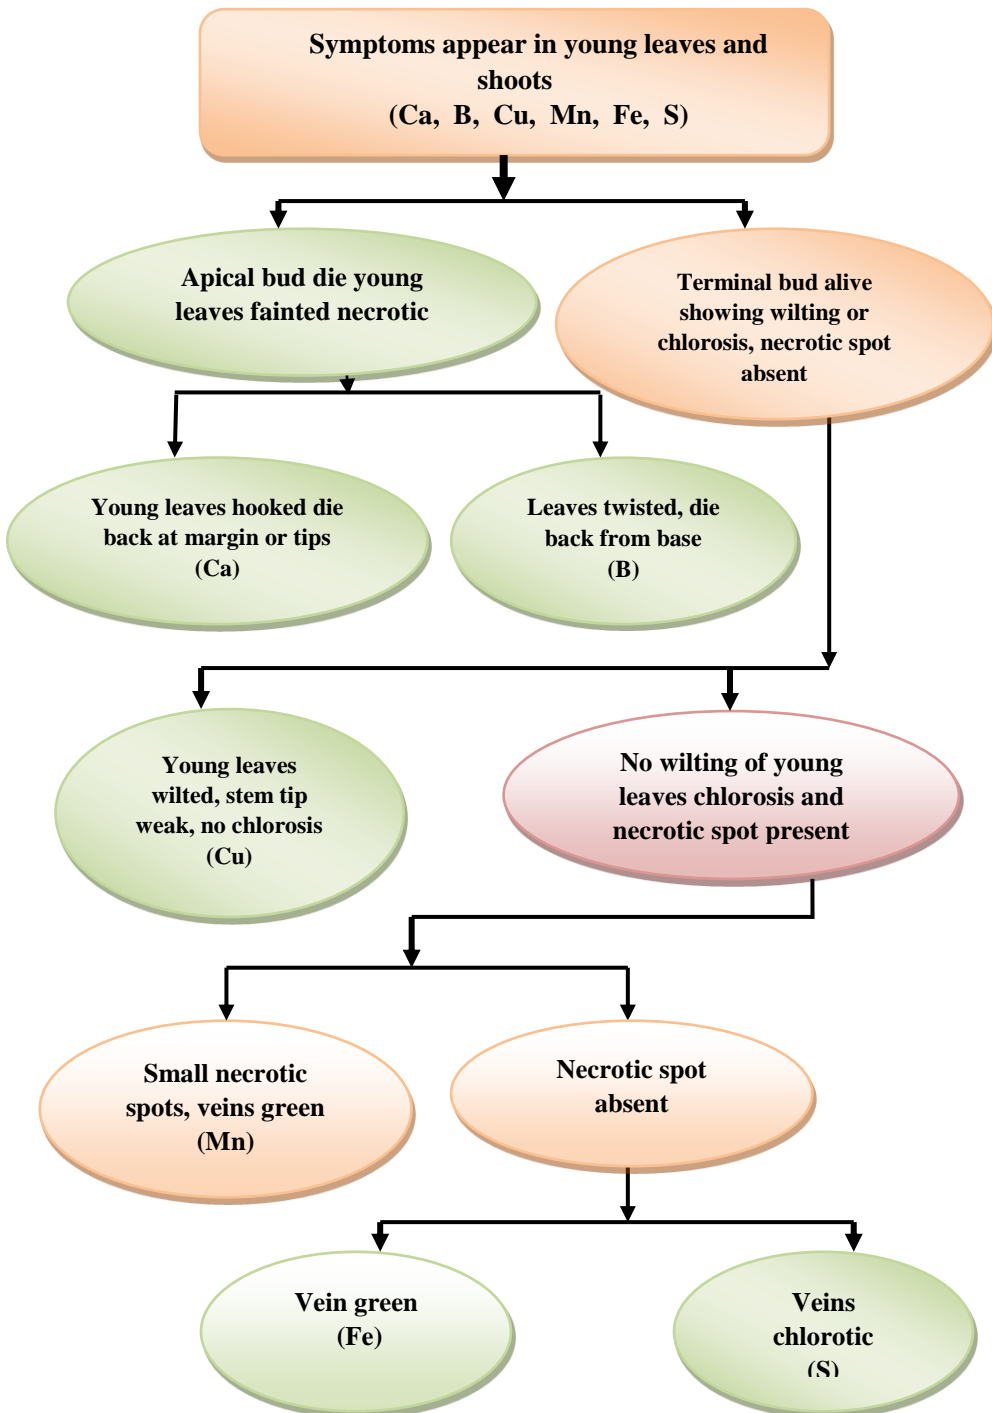 Symptoms appear in young leaves and
shoots
(Ca, B, Cu, Mn, Fe, S)
Apical bud die young
leaves fainted necrotic
Terminal bud alive
showing wilting or
chlorosis, necrotic spot
absent
Young leaves hooked die
back at margin or tips
(Ca)
Leaves twisted, die
back from base
(B)
Young leaves
wilted, stem tip
weak, no chlorosis
(Cu)
No wilting of young
leaves chlorosis and
necrotic spot present
Small necrotic
spots, veins green
(Mn)
Necrotic spot
absent
Vein green
(Fe)
Veins
chlorotic
(S)